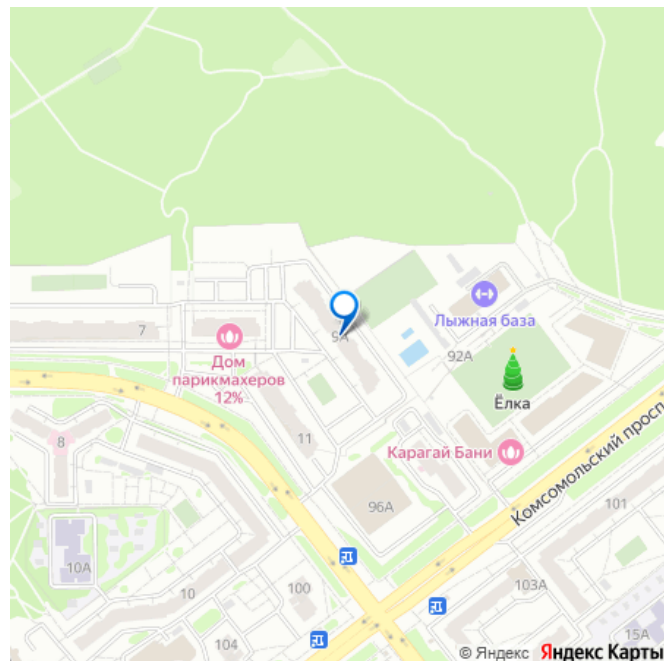 7
9А
Лыжная база
Дом
парикмахеров
12%
92А
Ёлка
8
11
Карагай Бани
Комсомольский просп
96А
101
10А
10
100
103А
104
15А
© Яндекс Яндекс Карты